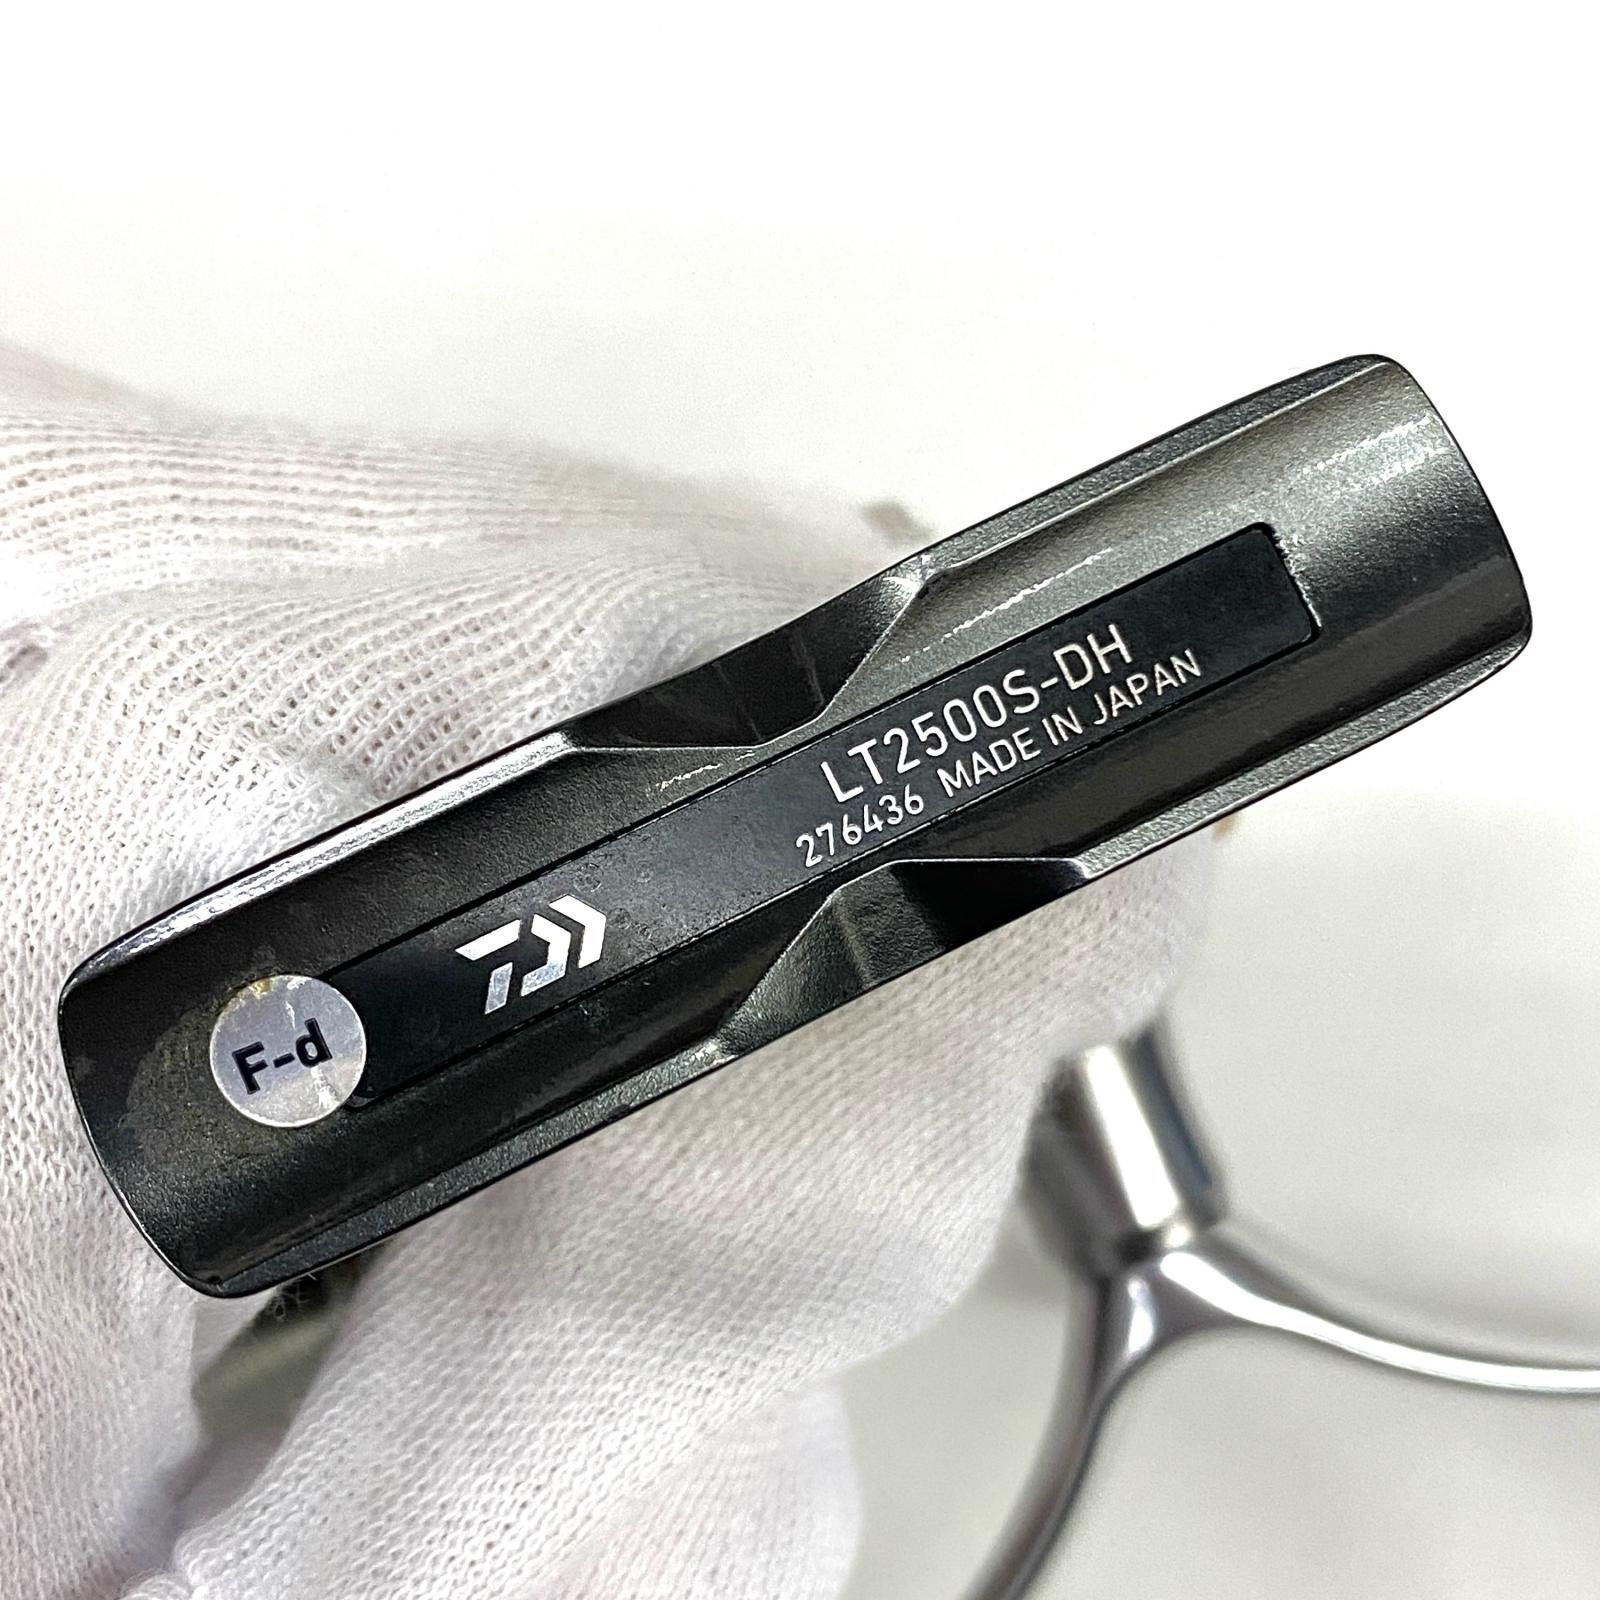 LT2500S-DH
276436 MADE IN JAPAN
F-d